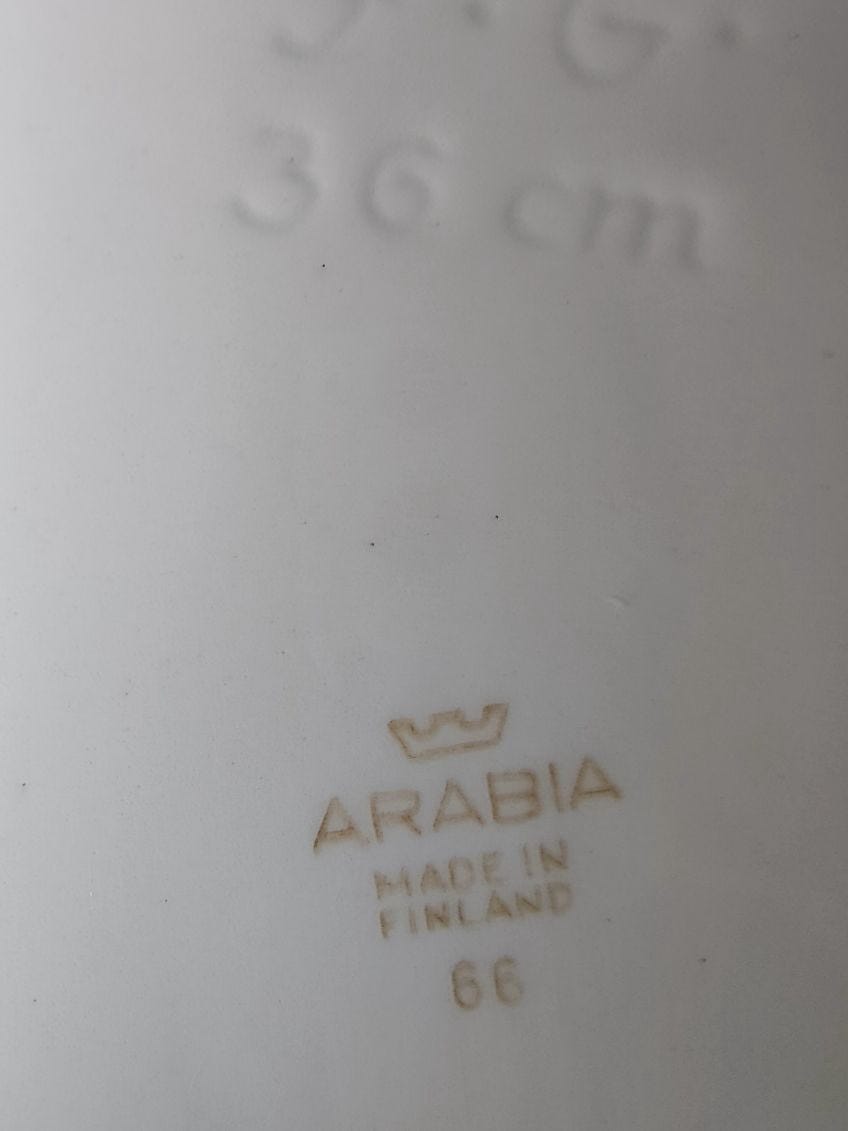 J. G.
36 cm
ARABIA
MADE IN
FINLAND
66